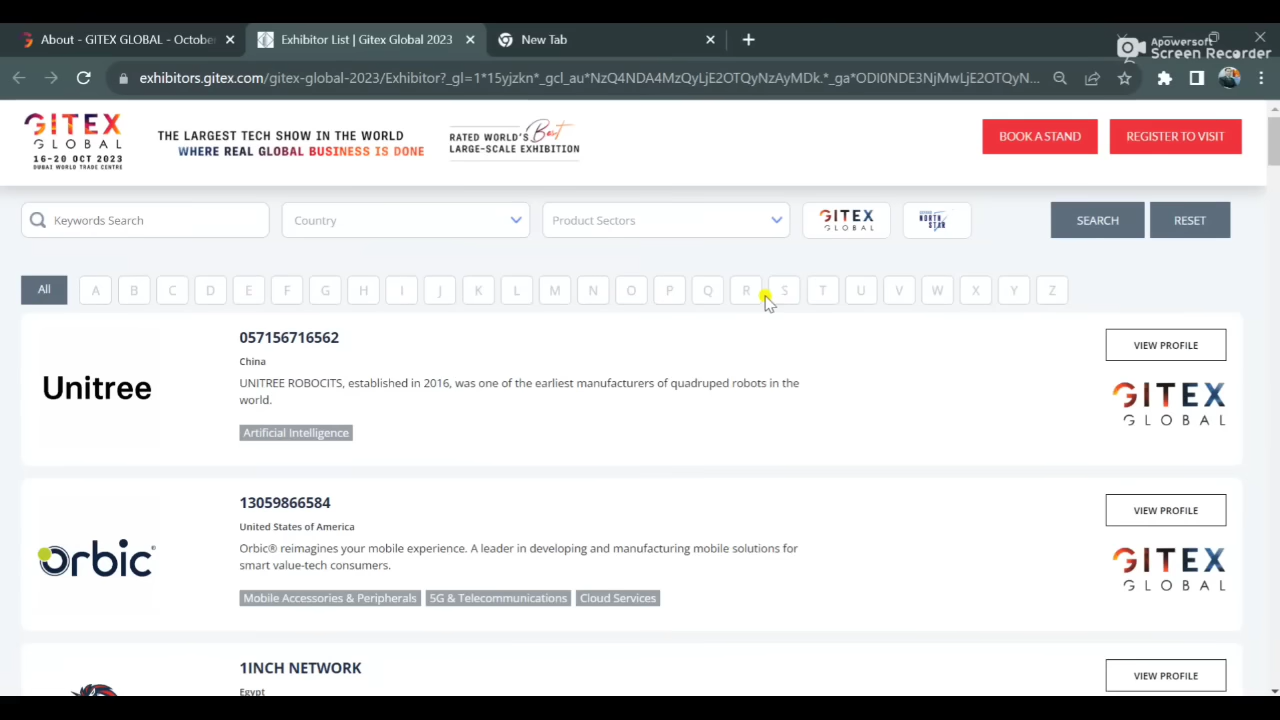 About - GITEX GLOBAL - October
Exhibitor List | Gitex Global 2023
New Tab
Apowersoft
Screen Recorder
exhibitors.gitex.com/gitex-global-2023/Exhibitor?_gl=1*15yjzkn*_gcl_au*NzQ4NDA4MzQyLjE2OTQyNzAyMDk.*_ga*ODI0NDE3NjMwLjE2OTQyN...
GITEX
GLOBAL
16-20 OCT 2023
DUBAI WORLD TRADE CENTRE
THE LARGEST TECH SHOW IN THE WORLD
WHERE REAL GLOBAL BUSINESS IS DONE
RATED WORLD'S Best
LARGE-SCALE EXHIBITION
BOOK A STAND
REGISTER TO VISIT
Keywords Search
Country
Product Sectors
GITEX
GLOBAL
NORTH
STAR
SEARCH
RESET
All A B C D E F G H I J K L M N O P Q R S T U V W X Y Z
Unitree
057156716562
China
UNITREE ROBOCITS, established in 2016, was one of the earliest manufacturers of quadruped robots in the
world.
Artificial Intelligence
VIEW PROFILE
GITEX
GLOBAL
Orbic®
13059866584
United States of America
Orbic® reimagines your mobile experience. A leader in developing and manufacturing mobile solutions for
smart value-tech consumers.
Mobile Accessories & Peripherals 5G & Telecommunications Cloud Services
VIEW PROFILE
GITEX
GLOBAL
1INCH NETWORK
Egypt
VIEW PROFILE